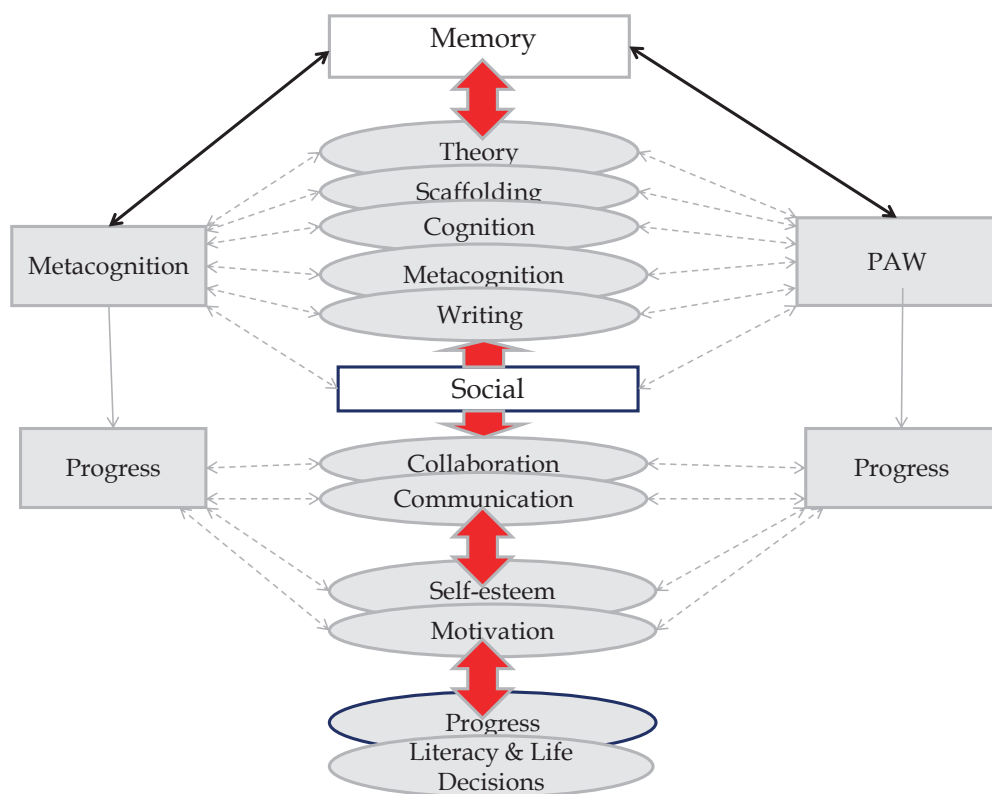 Memory
Theory
Scaffolding
Cognition
Metacognition
PAW
Metacognition
Writing
Social
Collaboration
Progress
Progress
Communication
Self-esteem
Motivation
Progress
Literacy & Life
Decisions